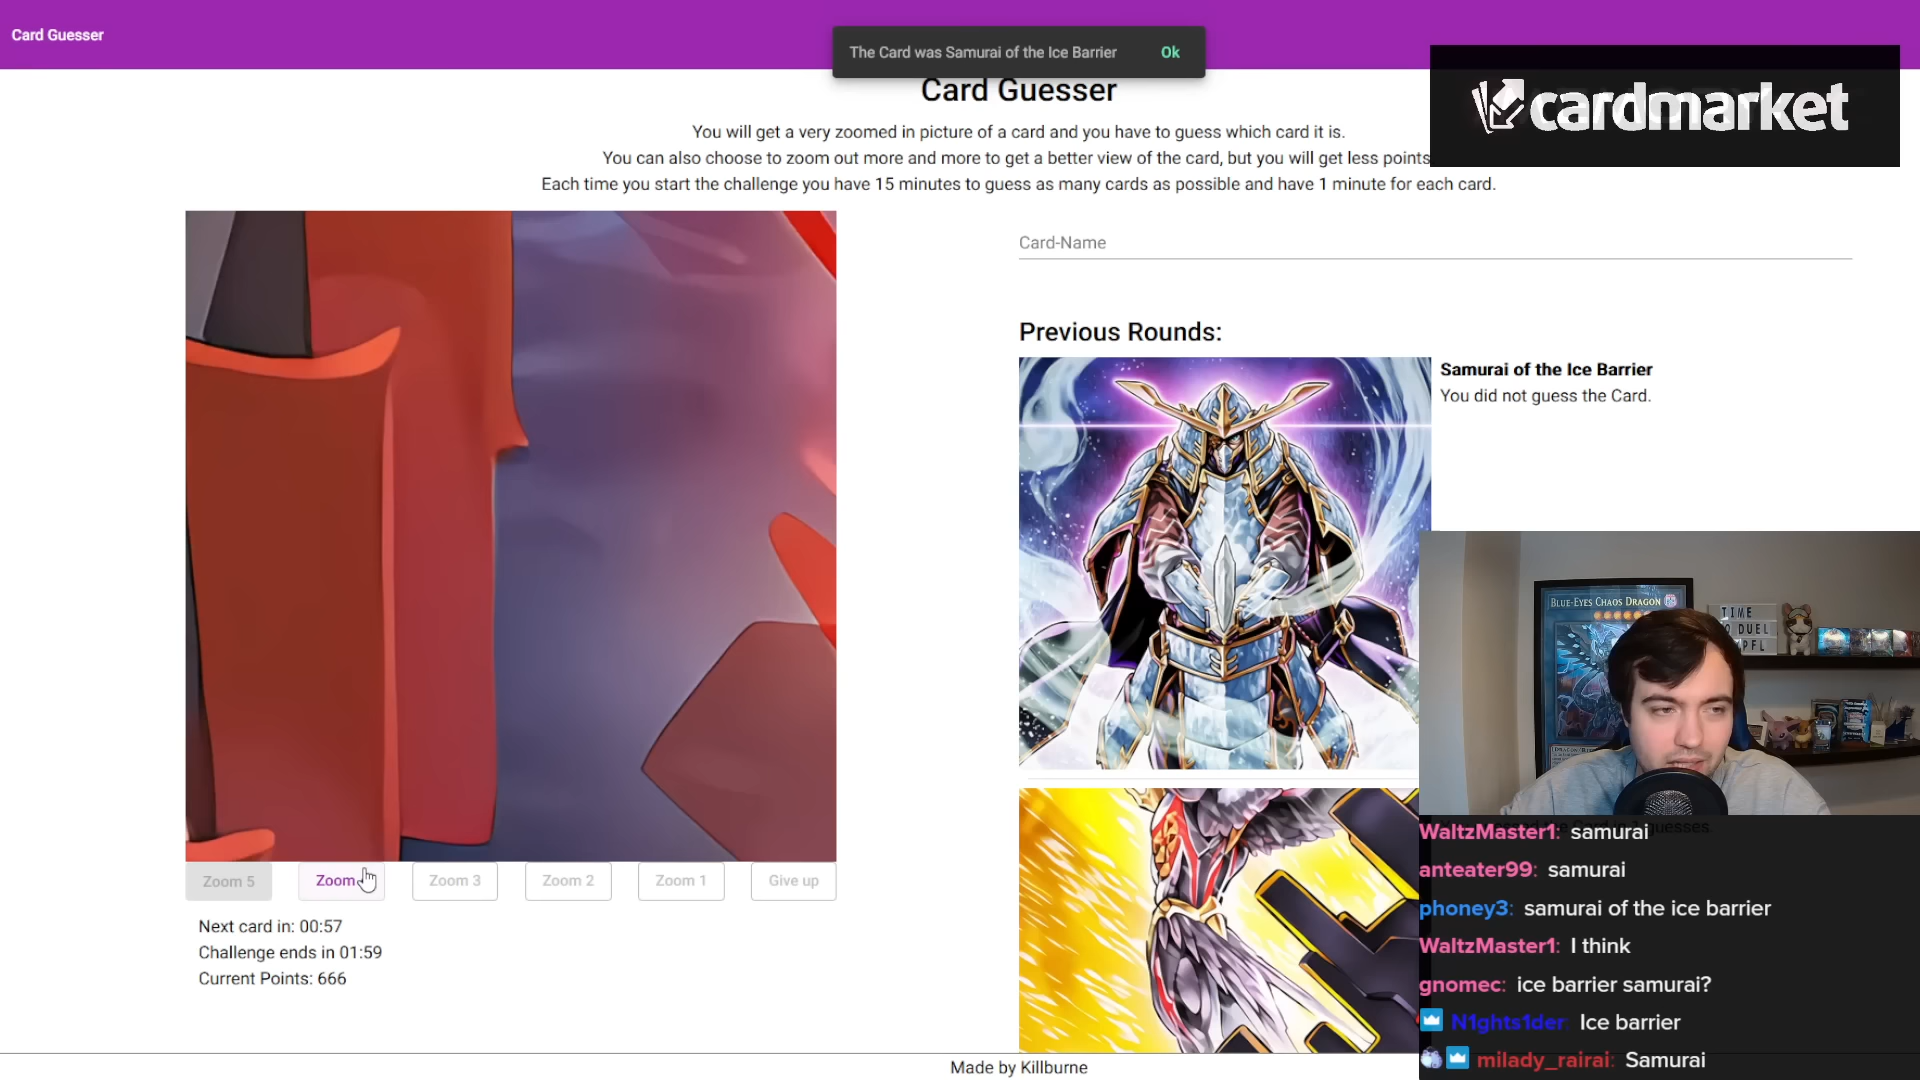 Card Guesser
The Card was Samurai of the Ice Barrier
Ok
cardmarket
Card Guesser
You will get a very zoomed in picture of a card and you have to guess which card it is.
You can also choose to zoom out more and more to get a better view of the card, but you will get less points
Each time you start the challenge you have 15 minutes to guess as many cards as possible and have 1 minute for each card.
Card-Name
Previous Rounds:
Samurai of the Ice Barrier
You did not guess the Card.
BLUE-EYES CHAOS DRAGON
TIME
DUEL
Zoom 5
Zoom
Zoom 3
Zoom 2
Zoom 1
Give up
Next card in: 00:57
Challenge ends in 01:59
Current Points: 666
guesses.
WaltzMaster1: samurai
anteater99: samurai
phoney3: samurai of the ice barrier
WaltzMaster1: I think
gnomec: ice barrier samurai?
N1ghts1der: Ice barrier
milady_rairai: Samurai
Made by Killburne